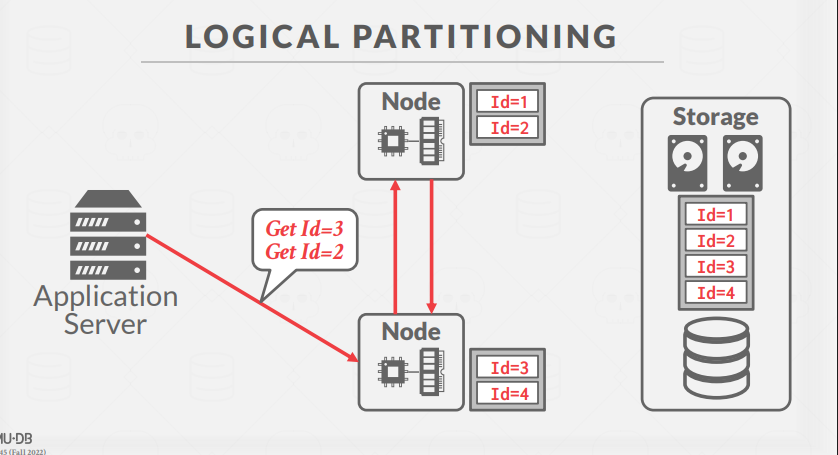 LOGICAL PARTITIONING
Node
Id=1
Id=2
Storage
Id=1
Id=2
Id=3
Id=4
Get Id=3
Get Id=2
Application
Server
Node
Id=3
Id=4
MU·DB
45 (Fall 2022)